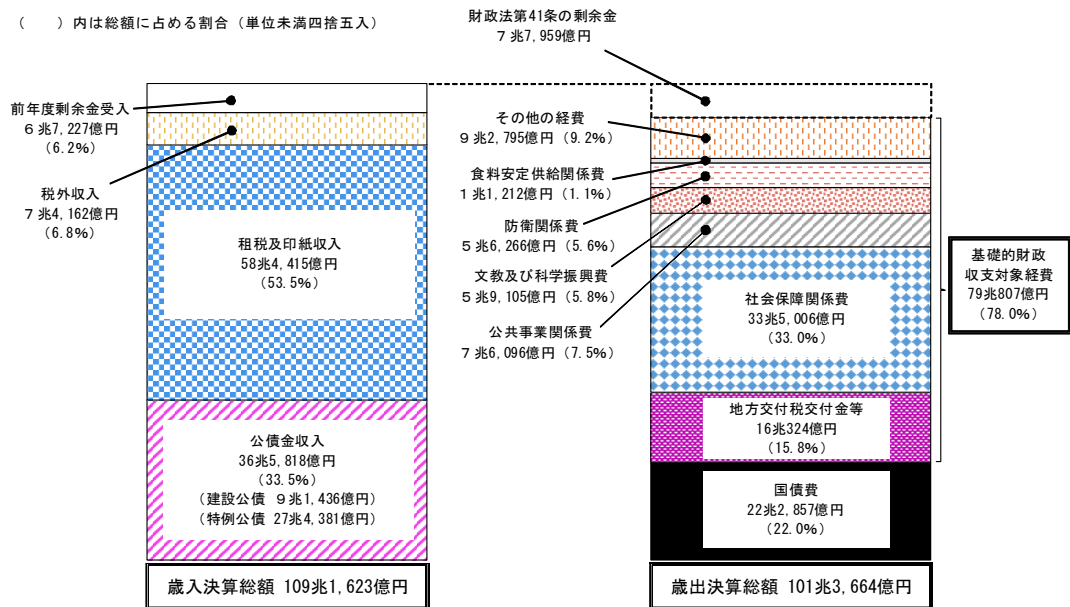 （　　）内は総額に占める割合（単位未満四捨五入）
財政法第41条の剰余金
７兆7,959億円
前年度剰余金受入
６兆7,227億円
（6.2%）
税外収入
７兆4,162億円
（6.8%）
租税及印紙収入
58兆4,415億円
（53.5%）
公債金収入
36兆5,818億円
（33.5%）
（建設公債 ９兆1,436億円）
（特例公債 27兆4,381億円）
歳入決算総額 109兆1,623億円
その他の経費
９兆2,795億円（9.2%）
食料安定供給関係費
１兆1,212億円（1.1%）
防衛関係費
５兆6,266億円（5.6%）
文教及び科学振興費
５兆9,105億円（5.8%）
公共事業関係費
７兆6,096億円（7.5%）
社会保障関係費
33兆5,006億円
（33.0%）
地方交付税交付金等
16兆324億円
（15.8%）
国債費
22兆2,857億円
（22.0%）
基礎的財政
収支対象経費
79兆807億円
（78.0%）
歳出決算総額 101兆3,664億円